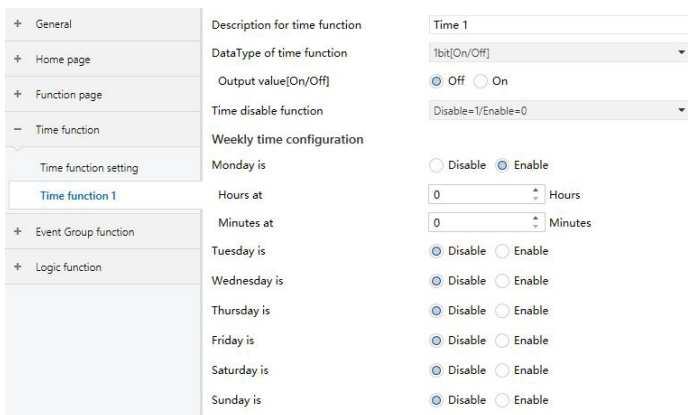 + General
+ Home page
+ Function page
− Time function
Time function setting
Time function 1
+ Event Group function
+ Logic function
Description for time function Time 1
DataType of time function 1bit[On/Off]
Output value[On/Off] Off On
Time disable function Disable=1/Enable=0
Weekly time configuration
Monday is Disable Enable
Hours at 0 Hours
Minutes at 0 Minutes
Tuesday is Disable Enable
Wednesday is Disable Enable
Thursday is Disable Enable
Friday is Disable Enable
Saturday is Disable Enable
Sunday is Disable Enable